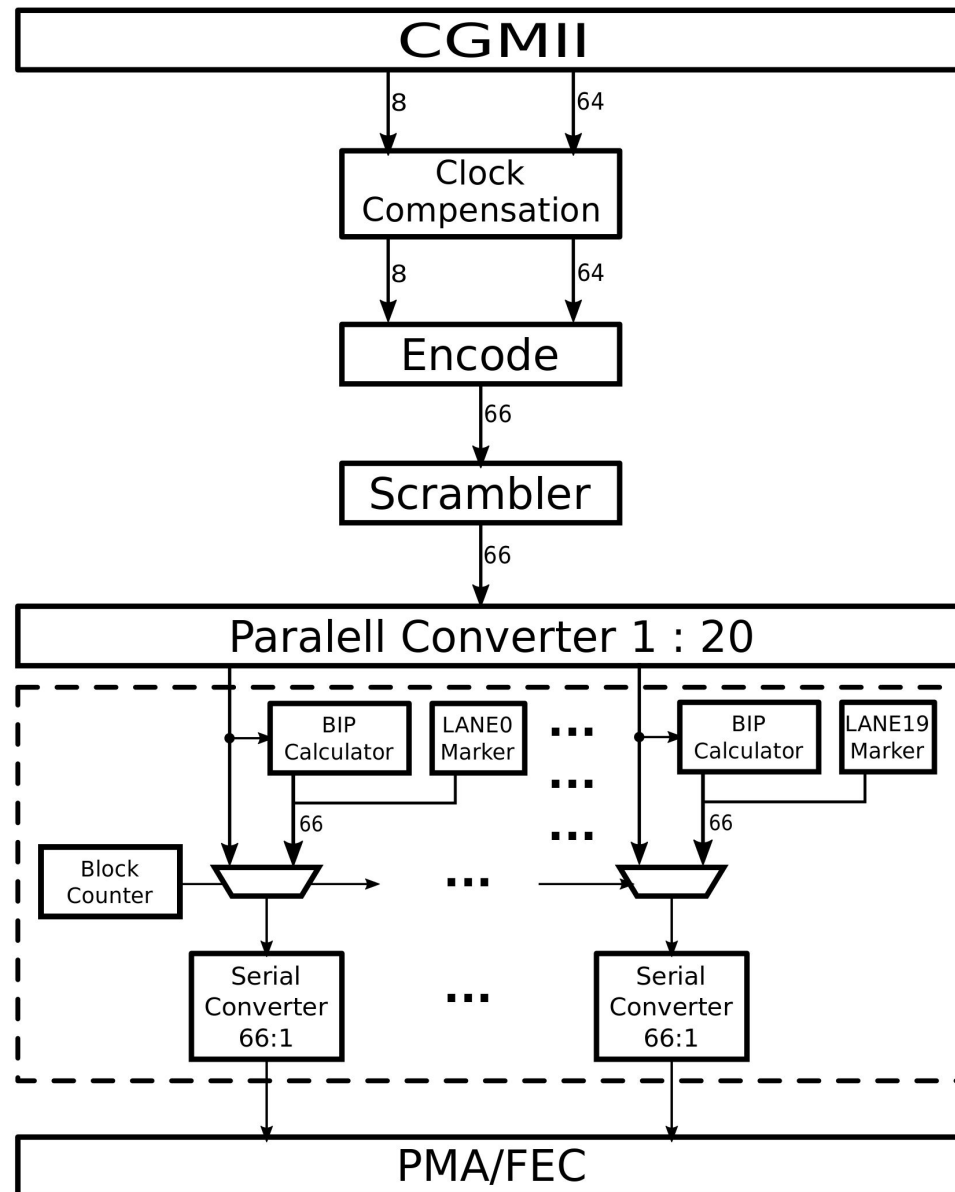 CGMII
8
64
Clock
Compensation
8
64
Encode
66
Scrambler
66
Paralell Converter 1 : 20
BIP
Calculator
LANE0
Marker
...
BIP
Calculator
LANE19
Marker
...
66
...
66
Block
Counter
...
Serial
Converter
66:1
...
Serial
Converter
66:1
PMA/FEC